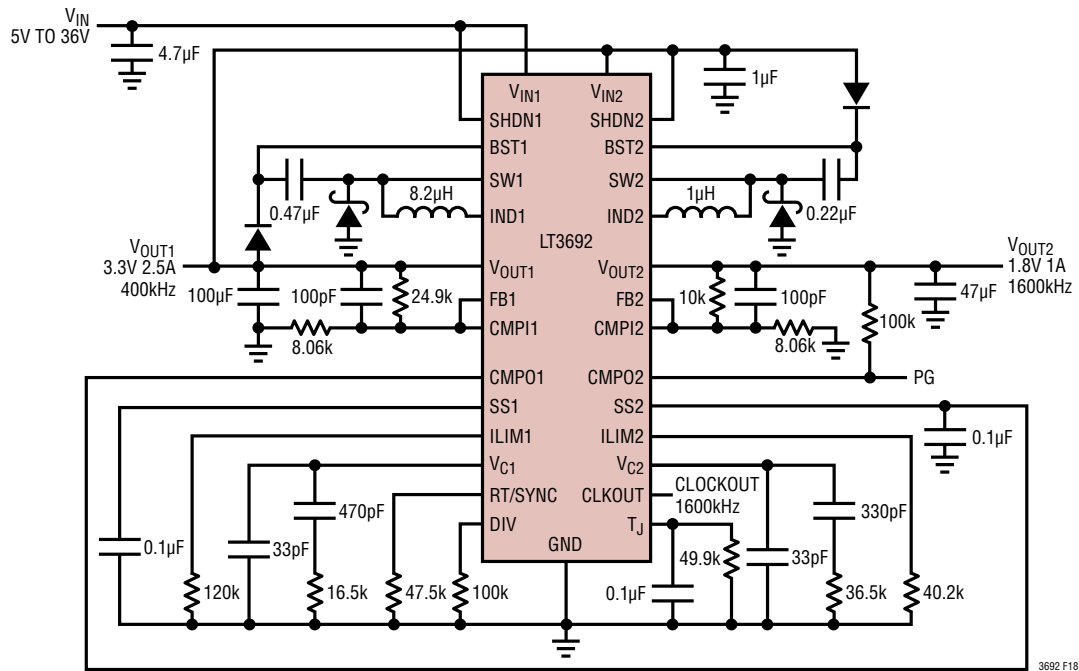 VIN
5V TO 36V
4.7µF
1µF
VIN1
VIN2
SHDN1
SHDN2
BST1
BST2
SW1
SW2
0.47µF
8.2µH
1µH
0.22µF
IND1
IND2
LT3692
VOUT1
3.3V 2.5A
400kHz
VOUT1
VOUT2
VOUT2
1.8V 1A
1600kHz
100µF
100pF
24.9k
10k
100pF
47µF
FB1
FB2
100k
CMPI1
CMPI2
8.06k
8.06k
CMPO1
CMPO2
PG
SS1
SS2
ILIM1
ILIM2
0.1µF
VC1
VC2
RT/SYNC
CLKOUT
CLOCKOUT
1600kHz
470pF
330pF
DIV
TJ
GND
0.1µF
33pF
49.9k
33pF
120k
16.5k
47.5k
100k
0.1µF
36.5k
40.2k
3692 F18